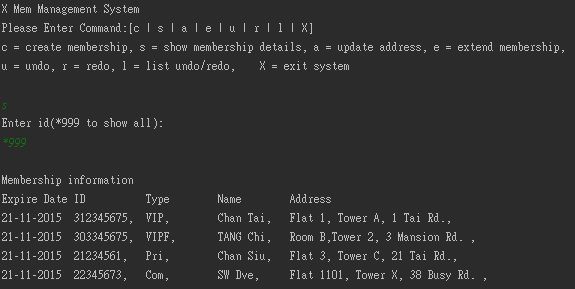 X Mem Management System
Please Enter Command:[c | s | a | e | u | r | l | X]
c = create membership, s = show membership details, a = update address, e = extend membership,
u = undo, r = redo, l = list undo/redo,    X = exit system
s
Enter id(*999 to show all):
*999
Membership information
Expire Date ID          Type        Name        Address
21-11-2015  312345675,  VIP,        Chan Tai,   Flat 1, Tower A, 1 Tai Rd.,
21-11-2015  303345675,  VIPF,       TANG Chi,   Room B,Tower 2, 3 Mansion Rd. ,
21-11-2015  21234561,   Pri,        Chan Siu,   Flat 3, Tower C, 21 Tai Rd.,
21-11-2015  22345673,   Com,        SW Dve,     Flat 1101, Tower X, 38 Busy Rd. ,